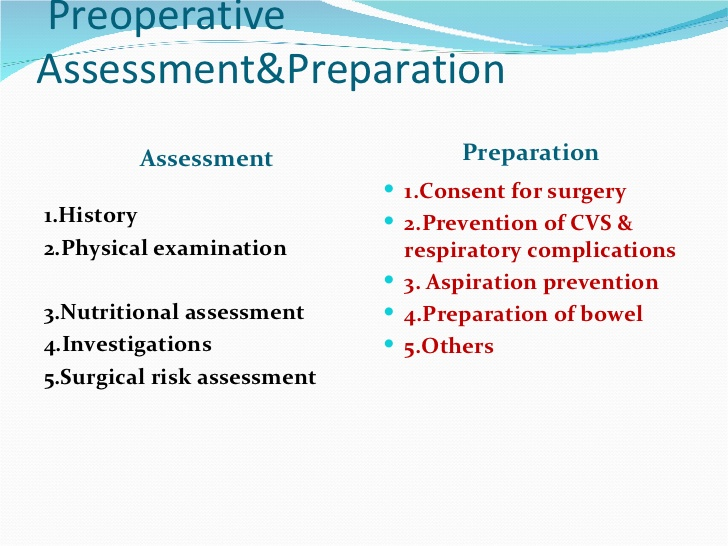 Preoperative
Assessment&Preparation
Assessment
1.History
2.Physical examination
3.Nutritional assessment
4.Investigations
5.Surgical risk assessment
Preparation
• 1.Consent for surgery
• 2.Prevention of CVS &
respiratory complications
• 3. Aspiration prevention
• 4.Preparation of bowel
• 5.Others